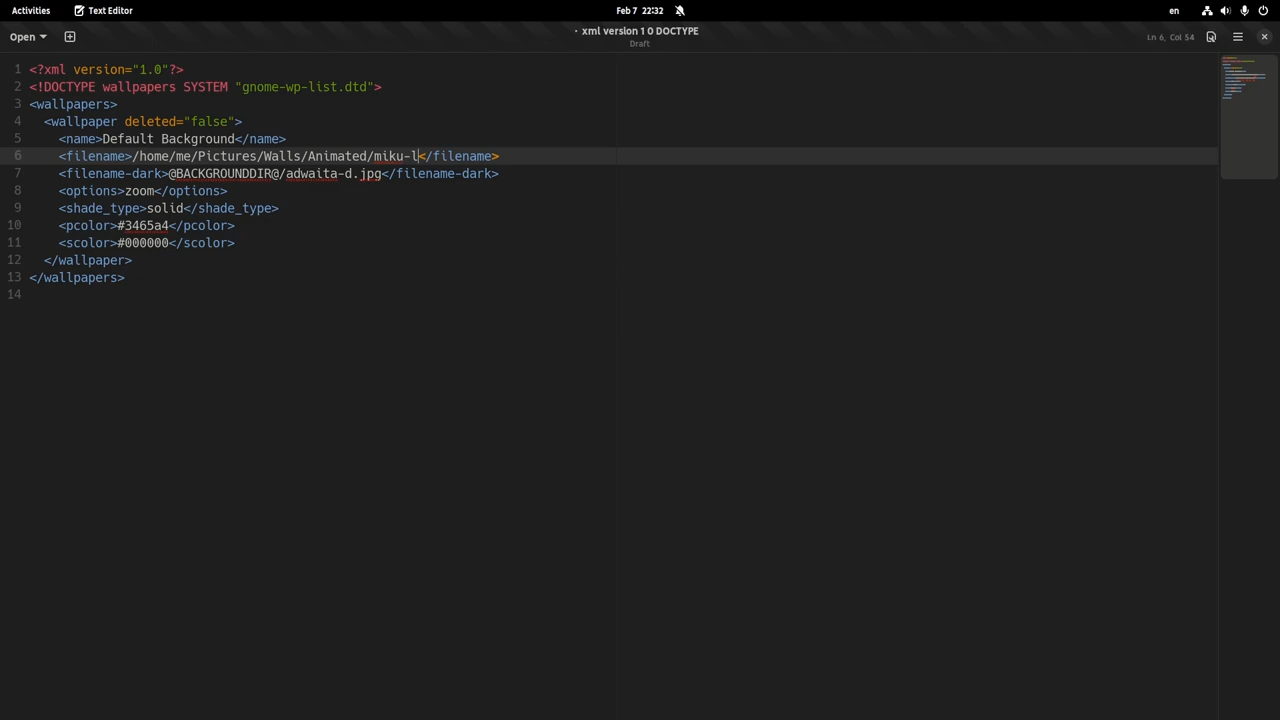 Activities Text Editor Feb 7 22:32 en
Open · xml version 1 0 DOCTYPE Ln 6, Col 54
Draft
1 <?xml version="1.0"?>
2 <!DOCTYPE wallpapers SYSTEM "gnome-wp-list.dtd">
3 <wallpapers>
4   <wallpaper deleted="false">
5     <name>Default Background</name>
6     <filename>/home/me/Pictures/Walls/Animated/miku-l</filename>
7     <filename-dark>@BACKGROUNDDIR@/adwaita-d.jpg</filename-dark>
8     <options>zoom</options>
9     <shade_type>solid</shade_type>
10     <pcolor>#3465a4</pcolor>
11     <scolor>#000000</scolor>
12   </wallpaper>
13 </wallpapers>
14